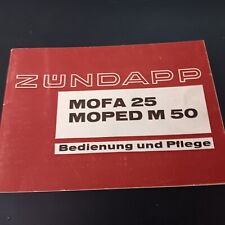 ZÜNDAPP
MOFA 25
MOPED M 50
Bedienung und Pflege